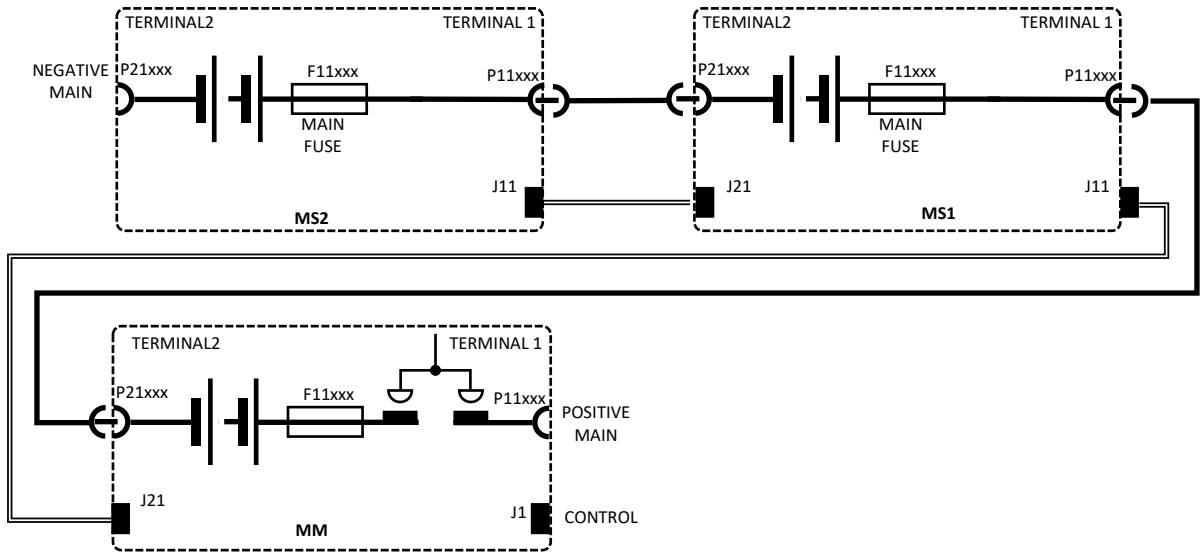 TERMINAL2
TERMINAL 1
NEGATIVE
MAIN
P21xxx
F11xxx
P11xxx
MAIN
FUSE
J11
MS2
TERMINAL2
TERMINAL 1
P21xxx
F11xxx
P11xxx
MAIN
FUSE
J21
J11
MS1
TERMINAL2
TERMINAL 1
P21xxx
F11xxx
P11xxx
POSITIVE
MAIN
J21
J1
CONTROL
MM